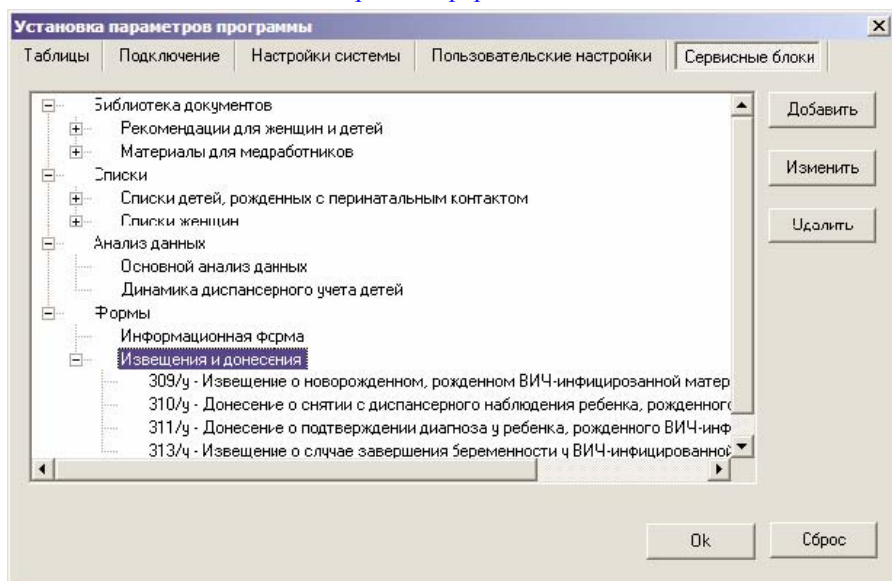 Установка параметров программы
Таблицы Подключение Настройки системы Пользовательские настройки Сервисные блоки
Библиотека документов
Рекомендации для женщин и детей
Материалы для медработников
Списки
Списки детей, рожденных с перинатальным контактом
Списки женщин
Анализ данных
Основной анализ данных
Динамика диспансерного учета детей
Формы
Информационная форма
Извещения и донесения
309/у - Извещение о новорожденном, рожденном ВИЧ-инфицированной матер
310/у - Донесение о снятии с диспансерного наблюдения ребенка, рожденного
311/у - Донесение о подтверждении диагноза у ребенка, рожденного ВИЧ-инф
313/у - Извещение о случае завершения беременности у ВИЧ-инфицированной
Добавить
Изменить
Удалить
Ok Сброс